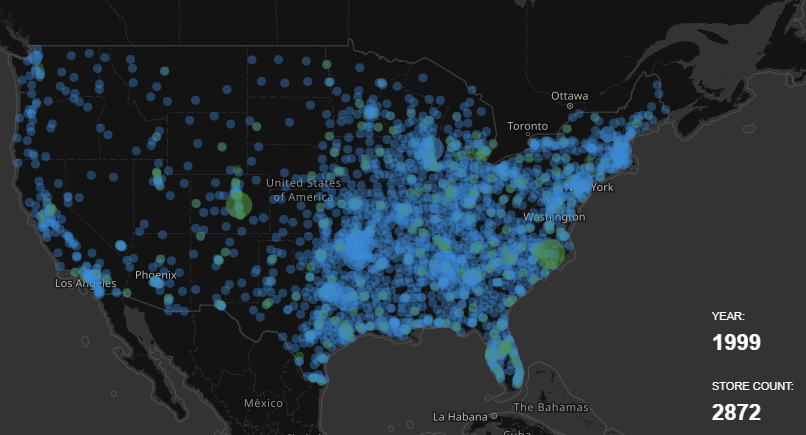 Ottawa
Toronto
United States
of America
New York
Washington
Phoenix
Los Angeles
YEAR:
1999
STORE COUNT:
2872
México
The Bahamas
La Habana
Cuba